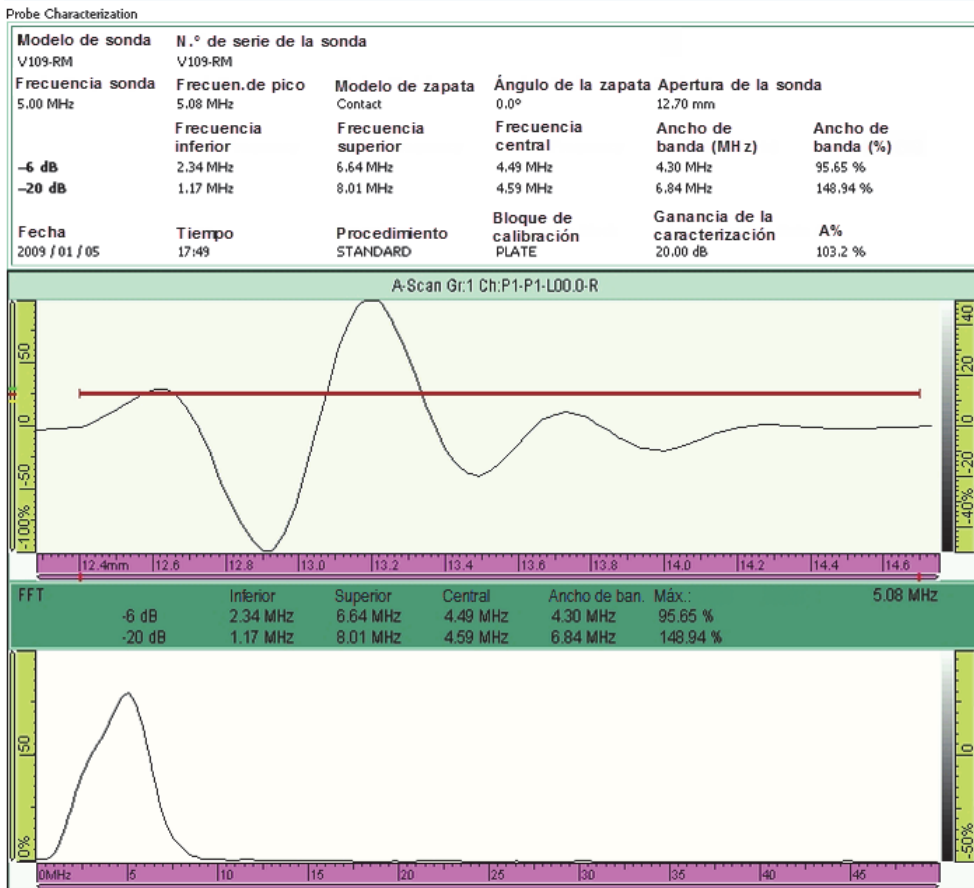 Probe Characterization
Modelo de sonda N.° de serie de la sonda
V109-RM V109-RM
Frecuencia sonda Frecuen.de pico Modelo de zapata Ángulo de la zapata Apertura de la sonda
5.00 MHz 5.08 MHz Contact 0.0° 12.70 mm
Frecuencia inferior Frecuencia superior Frecuencia central Ancho de banda (MHz) Ancho de banda (%)
–6 dB 2.34 MHz 6.64 MHz 4.49 MHz 4.30 MHz 95.65 %
–20 dB 1.17 MHz 8.01 MHz 4.59 MHz 6.84 MHz 148.94 %
Fecha Tiempo Procedimiento Bloque de calibración Ganancia de la caracterización A%
2009 / 01 / 05 17:49 STANDARD PLATE 20.00 dB 103.2 %
A-Scan Gr:1 Ch:P1-P1-L00.0-R
50
0
-50
-100%
40
20
0
-20
-40%
12.4mm 12.6 12.8 13.0 13.2 13.4 13.6 13.8 14.0 14.2 14.4 14.6
FFT Inferior Superior Central Ancho de ban. Máx.: 5.08 MHz
-6 dB 2.34 MHz 6.64 MHz 4.49 MHz 4.30 MHz 95.65 %
-20 dB 1.17 MHz 8.01 MHz 4.59 MHz 6.84 MHz 148.94 %
50
0%
0
-50%
0MHz 5 10 15 20 25 30 35 40 45